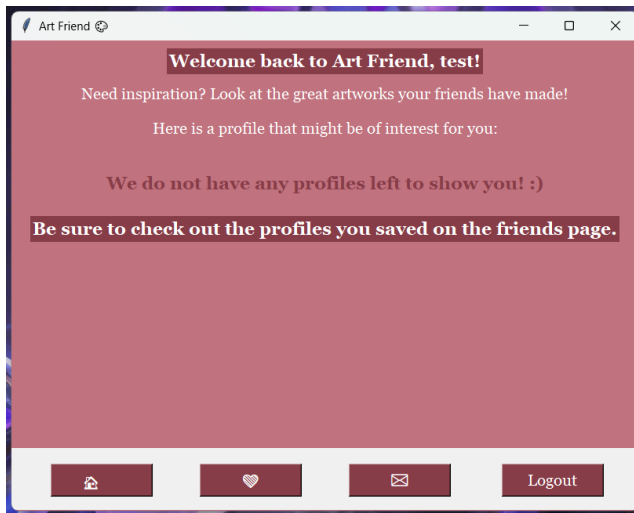 Art Friend 🎨
Welcome back to Art Friend, test!
Need inspiration? Look at the great artworks your friends have made!
Here is a profile that might be of interest for you:
We do not have any profiles left to show you! :)
Be sure to check out the profiles you saved on the friends page.
Logout